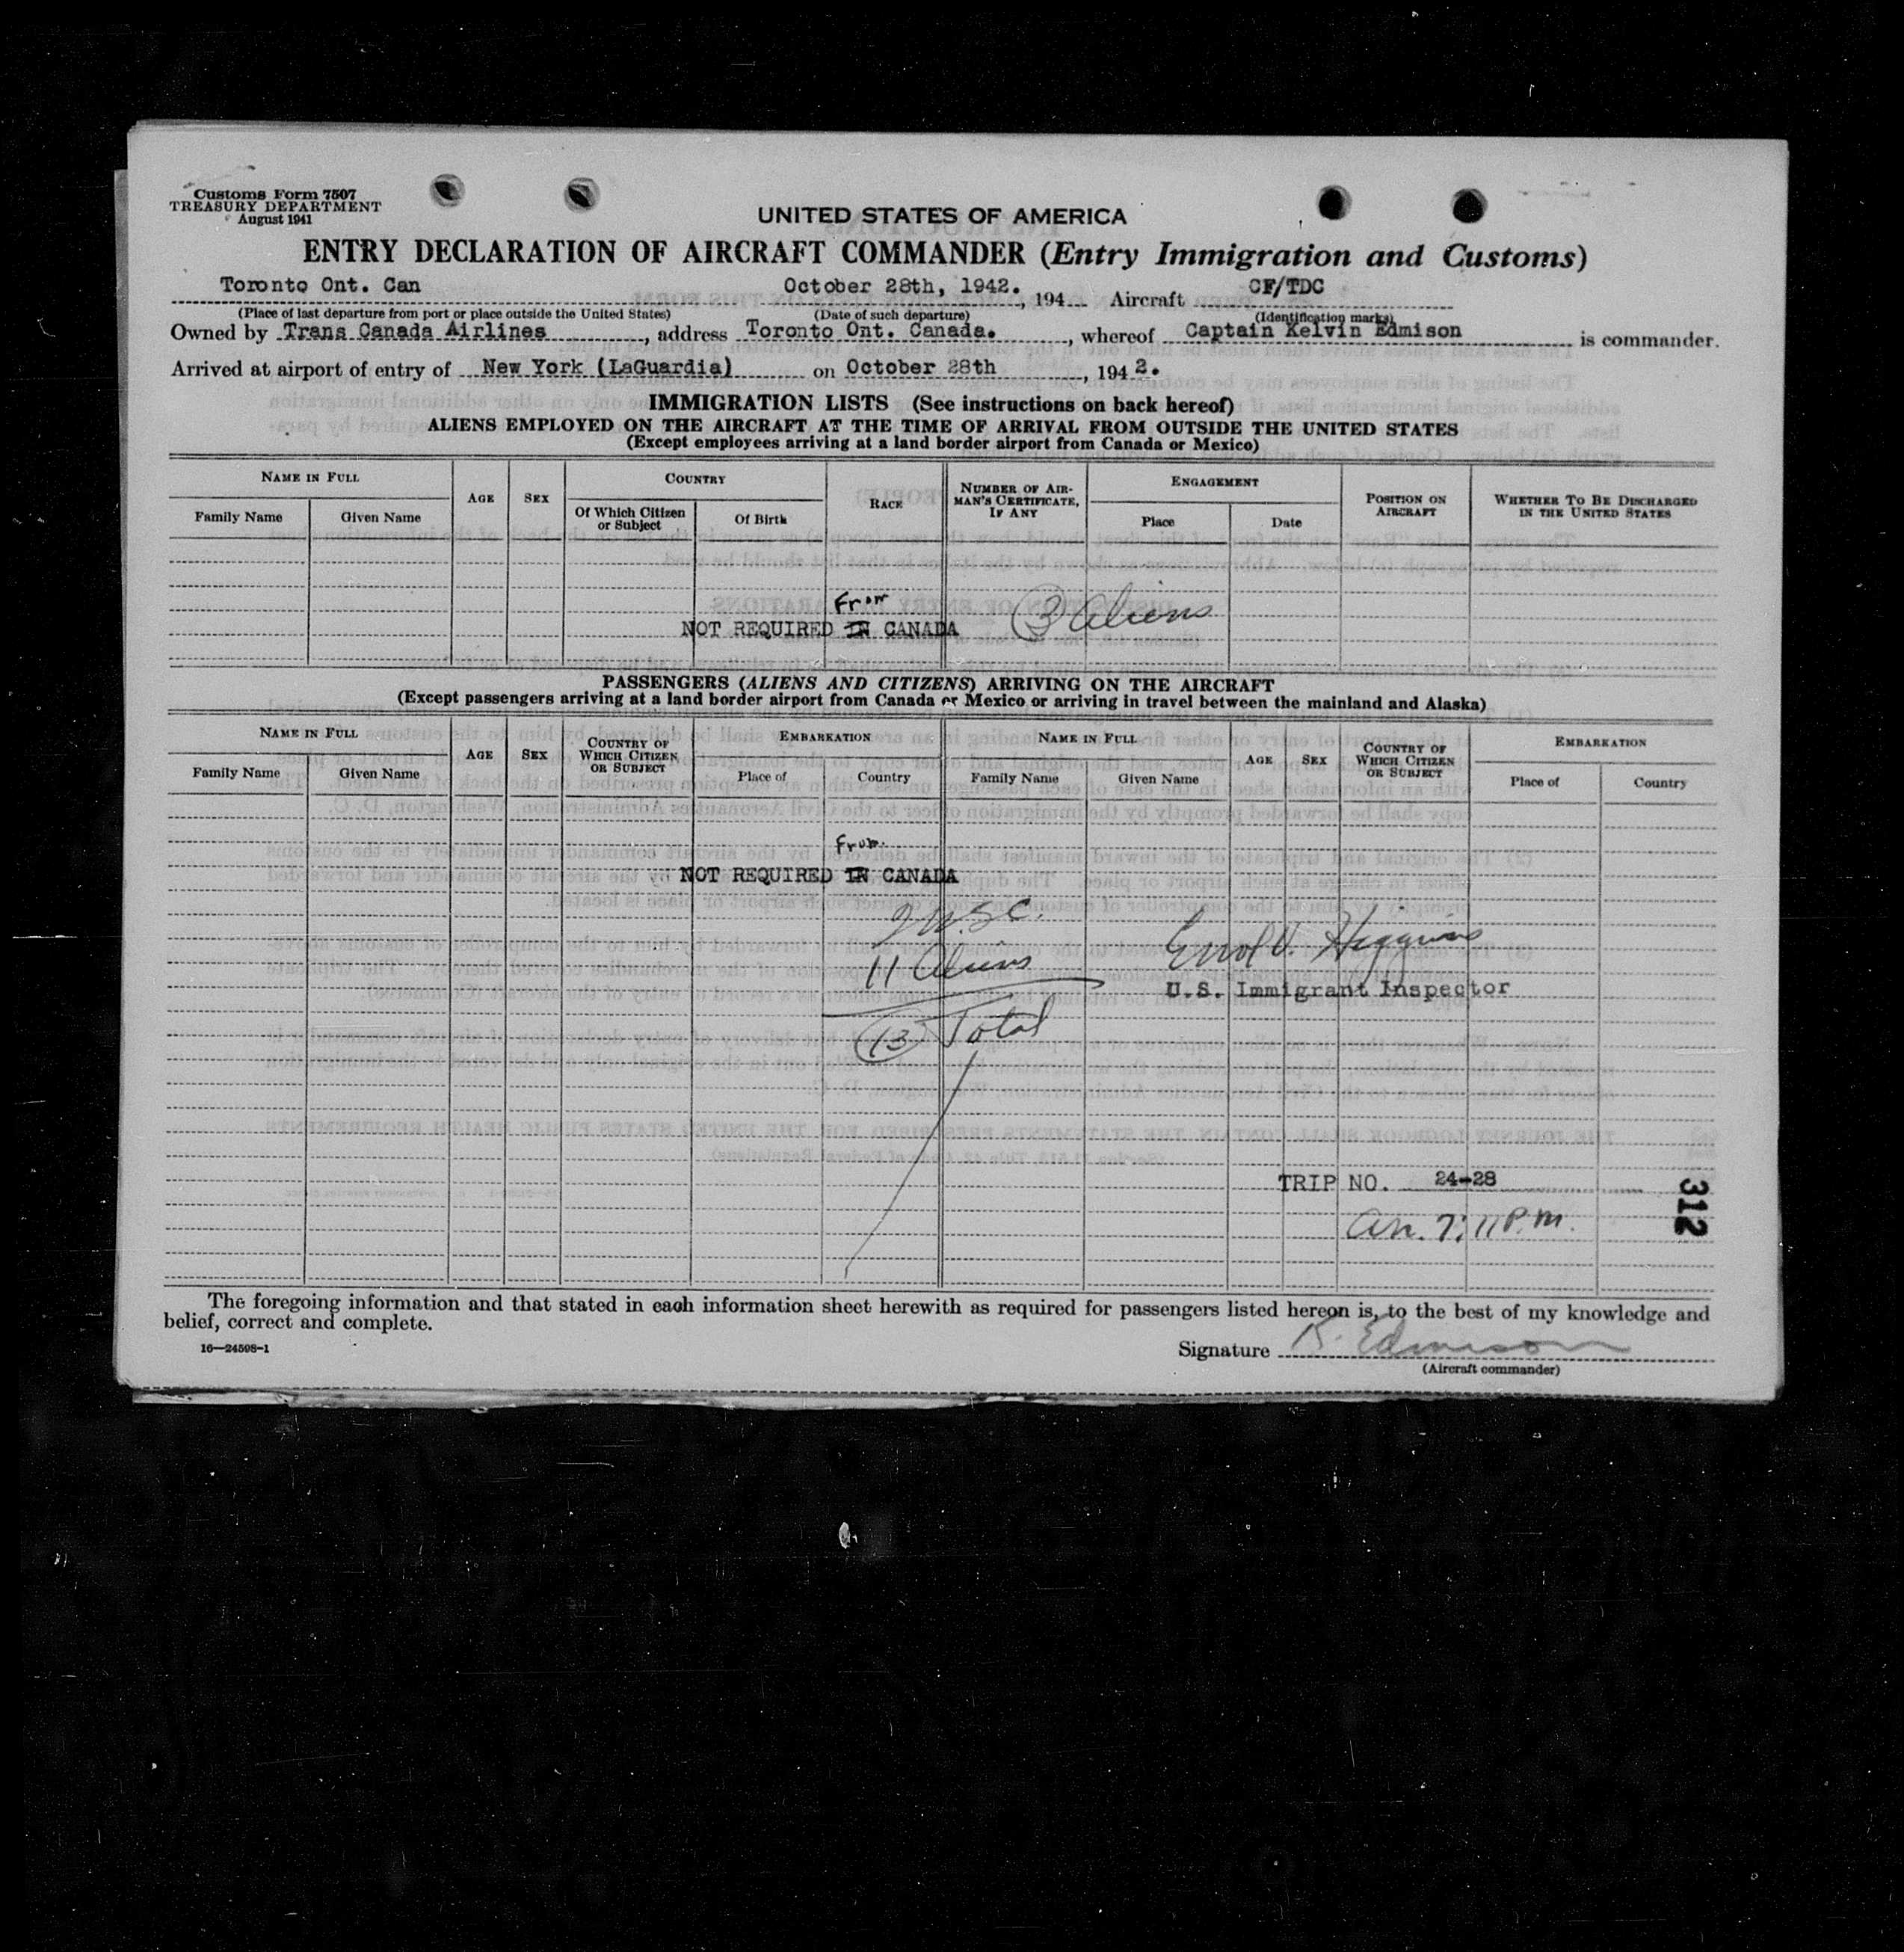 Customs Form 7507
TREASURY DEPARTMENT
August 1941
UNITED STATES OF AMERICA
ENTRY DECLARATION OF AIRCRAFT COMMANDER (Entry Immigration and Customs)
Toronto Ont. Can October 28th, 1942., 194 Aircraft CF/TDC
(Place of last departure from port or place outside the United States) (Date of such departure) (Identification marks)
Owned by Trans Canada Airlines, address Toronto Ont. Canada., whereof Captain Kelvin Edmison is commander.
Arrived at airport of entry of New York (LaGuardia) on October 28th, 1942.
IMMIGRATION LISTS (See instructions on back hereof)
ALIENS EMPLOYED ON THE AIRCRAFT AT THE TIME OF ARRIVAL FROM OUTSIDE THE UNITED STATES
(Except employees arriving at a land border airport from Canada or Mexico)
NAME IN FULL
Family Name Given Name
AGE
SEX
COUNTRY
Of Which Citizen or Subject
Of Birth
RACE
NUMBER OF AIR-
MAN'S CERTIFICATE,
IF ANY
ENGAGEMENT
Place Date
POSITION ON
AIRCRAFT
WHETHER TO BE DISCHARGED
IN THE UNITED STATES
From
NOT REQUIRED IN CANADA
3 Aliens
PASSENGERS (ALIENS AND CITIZENS) ARRIVING ON THE AIRCRAFT
(Except passengers arriving at a land border airport from Canada or Mexico or arriving in travel between the mainland and Alaska)
NAME IN FULL
Family Name Given Name
AGE
SEX
COUNTRY OF
WHICH CITIZEN
OR SUBJECT
EMBARKATION
Place of Country
NAME IN FULL
Family Name Given Name
AGE
SEX
COUNTRY OF
WHICH CITIZEN
OR SUBJECT
EMBARKATION
Place of Country
From
NOT REQUIRED IN CANADA
2 U.S.C.
11 Aliens
13 Total
Errol V. Higgins
U.S. Immigrant Inspector
TRIP NO. 24-28
Arr. 7:11 P.M.
312
The foregoing information and that stated in each information sheet herewith as required for passengers listed hereon is, to the best of my knowledge and
belief, correct and complete.
16—24598-1
Signature K. Edmison
(Aircraft commander)